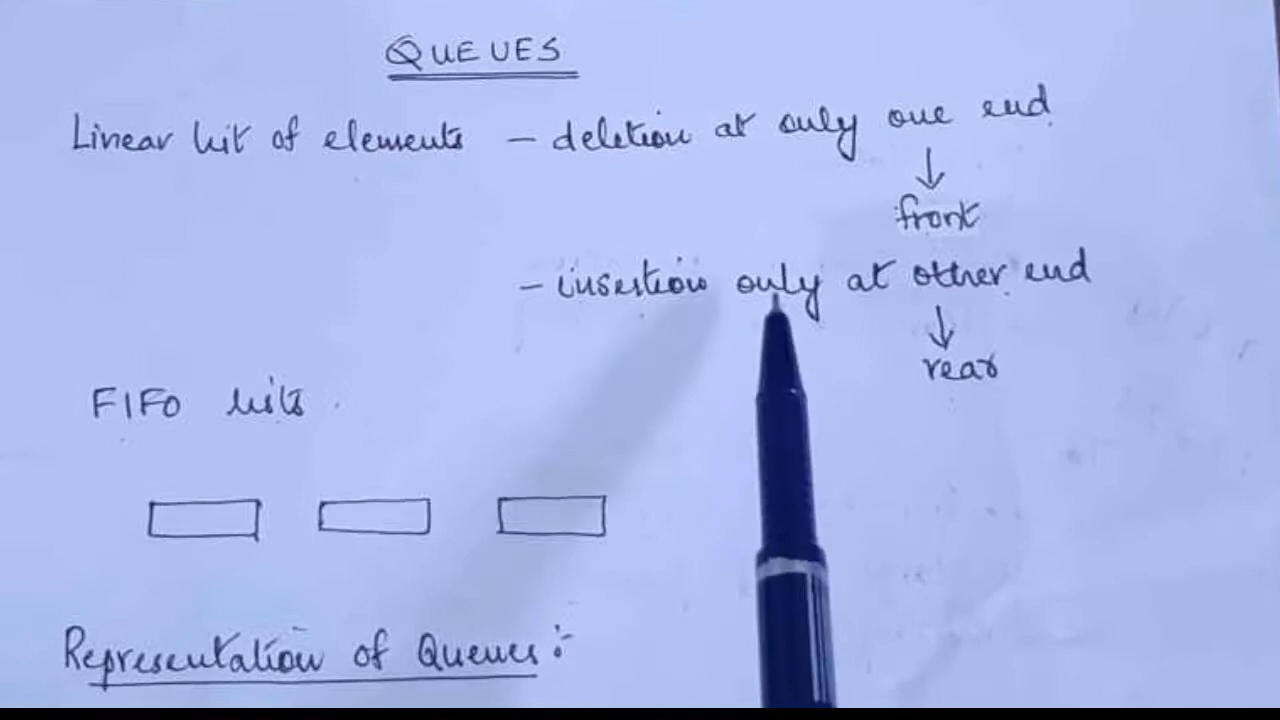 QUEUES
Linear list of elements - deletion at only one end
↓
front
- insertion only at other end
↓
rear
FIFO lists
Representation of Queues :-